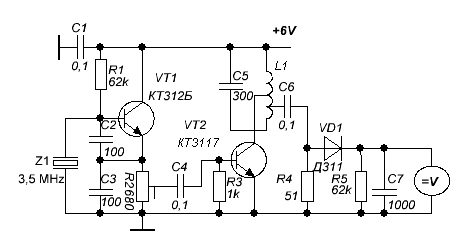 C1
0,1
+6V
R1
62k
VT1
КТ312Б
C5
300
L1
C6
0,1
C2
100
VT2
КТ3117
VD1
Д311
Z1
3,5 MHz
C3
100
R2680
C4
0,1
R3
1k
R4
51
R5
62k
C7
1000
=V